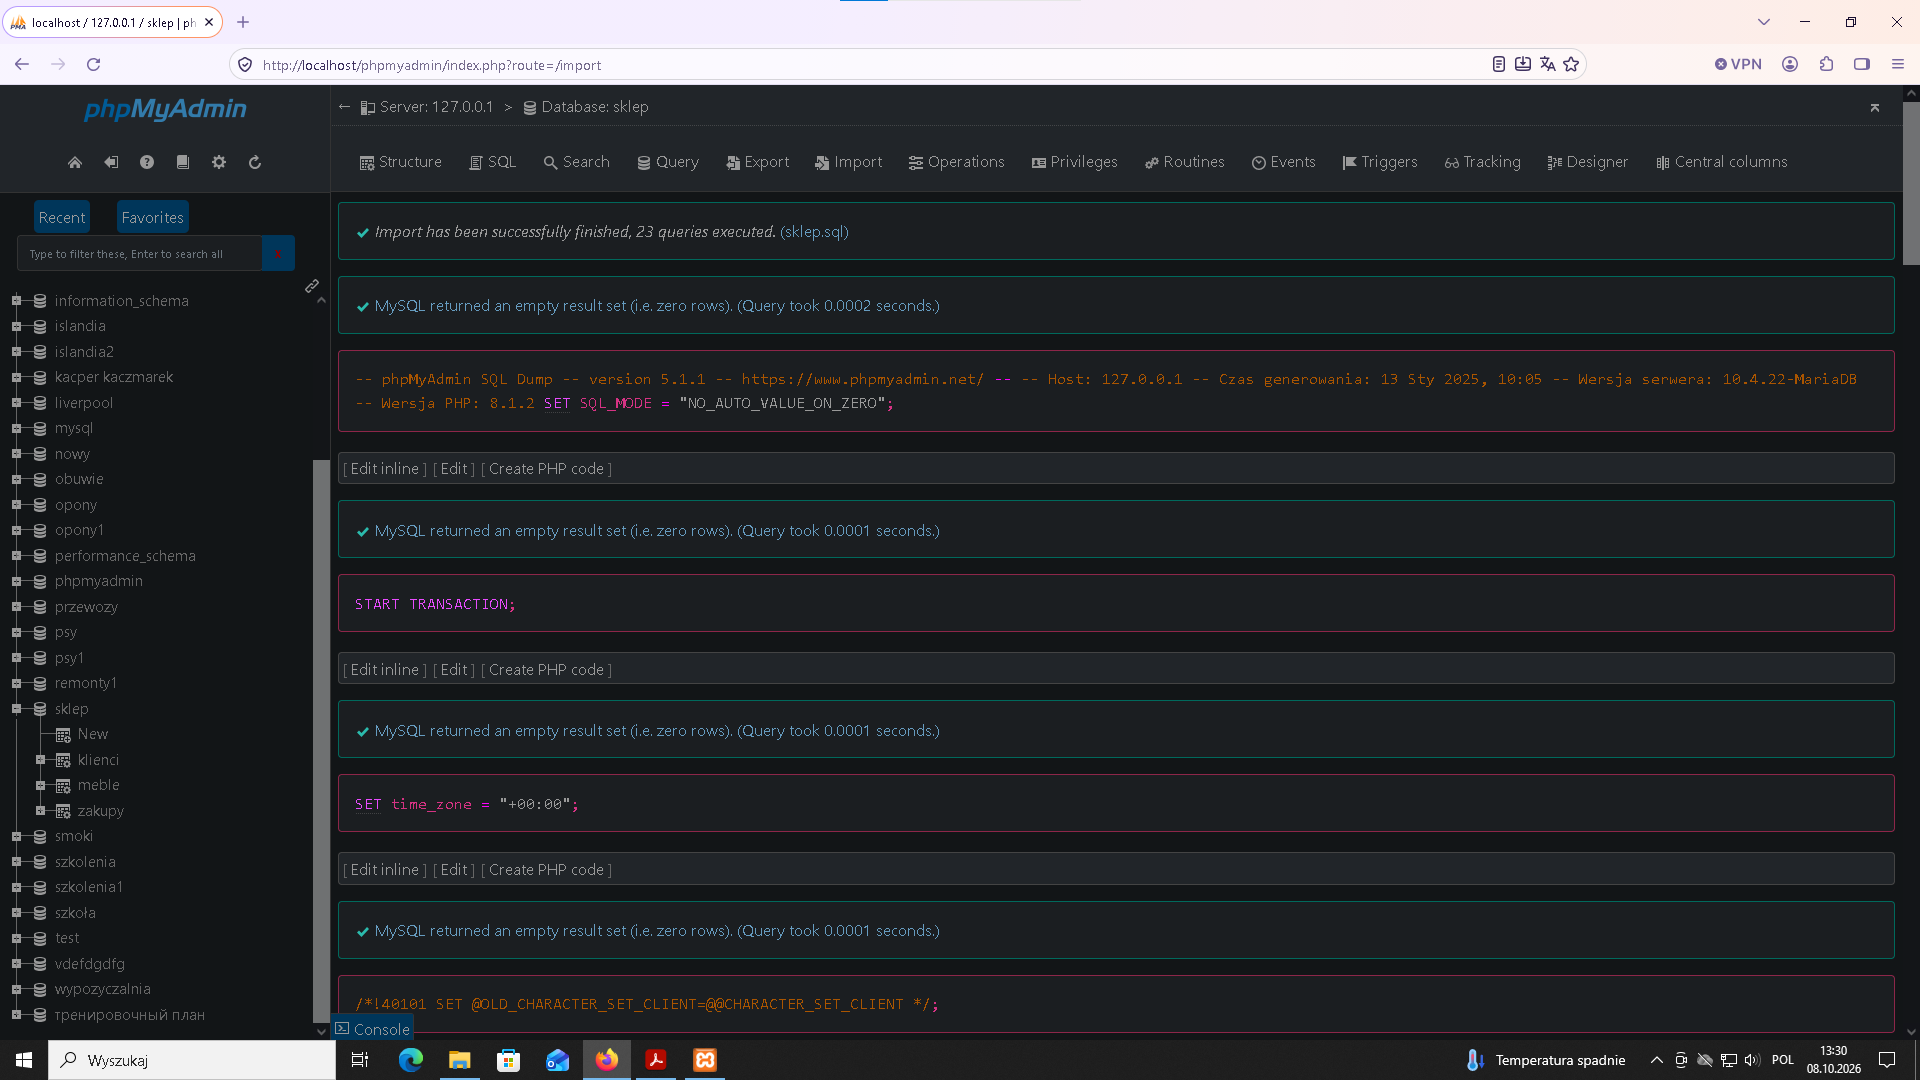 localhost / 127.0.0.1 / sklep | ph
http://localhost/phpmyadmin/index.php?route=/import
VPN
phpMyAdmin
Recent
Favorites
Type to filter these, Enter to search all
X
information_schema
islandia
islandia2
kacper kaczmarek
liverpool
mysql
nowy
obuwie
opony
opony1
performance_schema
phpmyadmin
przewozy
psy
psy1
remonty1
sklep
New
klienci
meble
zakupy
smoki
szkolenia
szkolenia1
szkoła
test
vdefdgdfg
wypozyczalnia
тренировочный план
Server: 127.0.0.1 > Database: sklep
Structure SQL Search Query Export Import Operations Privileges Routines Events Triggers Tracking Designer Central columns
Import has been successfully finished, 23 queries executed. (sklep.sql)
MySQL returned an empty result set (i.e. zero rows). (Query took 0.0002 seconds.)
-- phpMyAdmin SQL Dump -- version 5.1.1 -- https://www.phpmyadmin.net/ -- -- Host: 127.0.0.1 -- Czas generowania: 13 Sty 2025, 10:05 -- Wersja serwera: 10.4.22-MariaDB
-- Wersja PHP: 8.1.2 SET SQL_MODE = "NO_AUTO_VALUE_ON_ZERO";
[ Edit inline ] [ Edit ] [ Create PHP code ]
MySQL returned an empty result set (i.e. zero rows). (Query took 0.0001 seconds.)
START TRANSACTION;
[ Edit inline ] [ Edit ] [ Create PHP code ]
MySQL returned an empty result set (i.e. zero rows). (Query took 0.0001 seconds.)
SET time_zone = "+00:00";
[ Edit inline ] [ Edit ] [ Create PHP code ]
MySQL returned an empty result set (i.e. zero rows). (Query took 0.0001 seconds.)
/*!40101 SET @OLD_CHARACTER_SET_CLIENT=@@CHARACTER_SET_CLIENT */;
Console
Wyszukaj
Temperatura spadnie
POL
13:30
08.10.2026